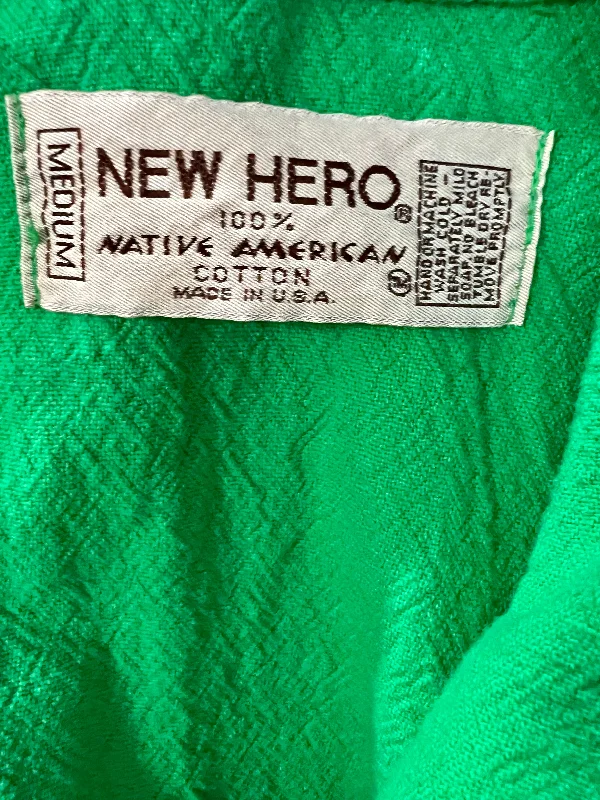 MEDIUM
NEW HERO®
100%
NATIVE AMERICAN
COTTON
MADE IN U.S.A.
HAND OR MACHINE
WASH COLD –
SEPARATELY MILD
SOAP NO BLEACH
TUMBLE DRY RE-
MOVE PROMPTLY.